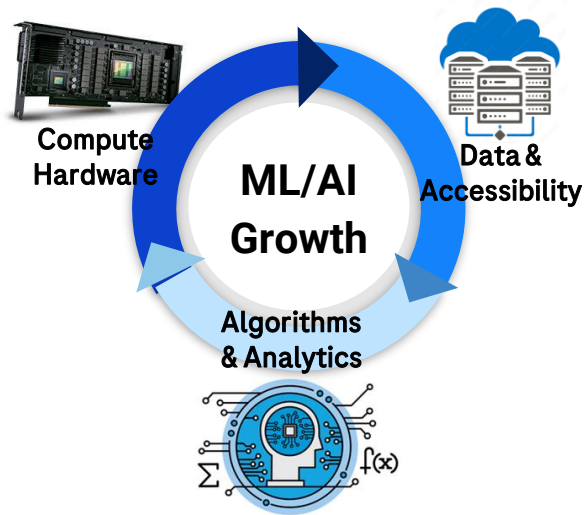 Compute
Hardware
Data &
Accessibility
ML/AI
Growth
Algorithms
& Analytics
Σ
f(x)